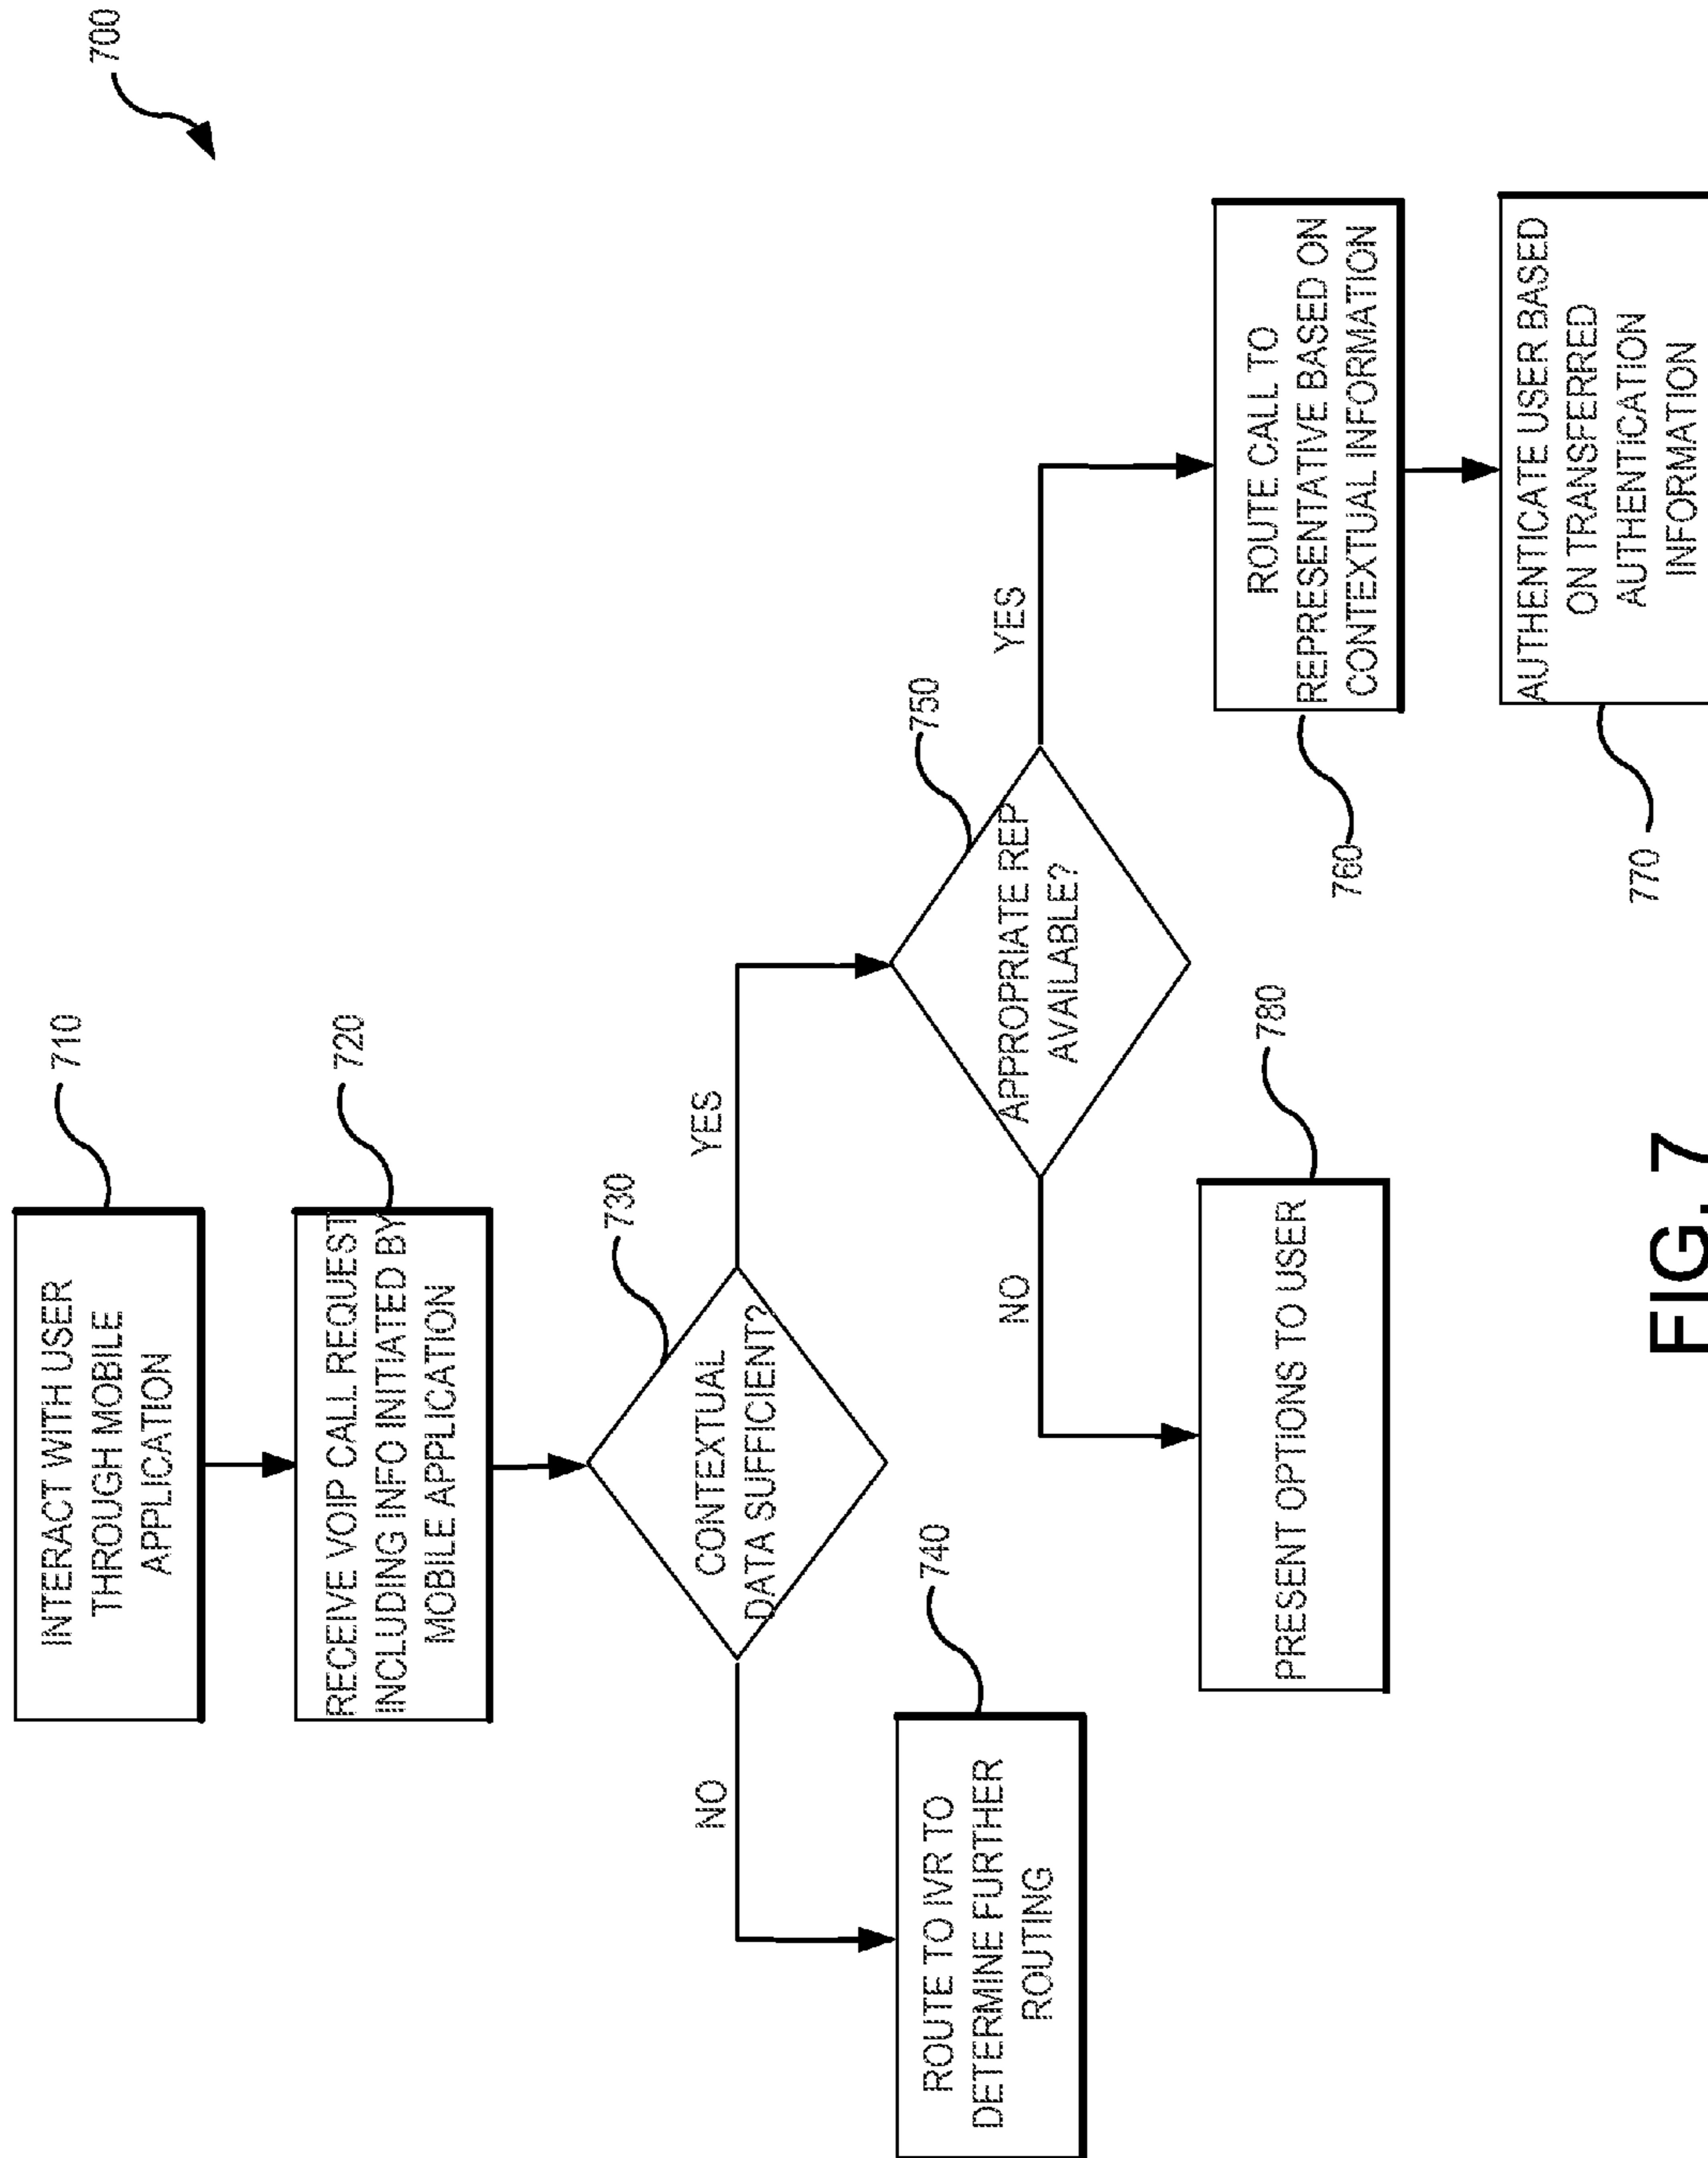 700
INTERACT WITH USER
THROUGH MOBILE
APPLICATION
710
RECEIVE VOIP CALL REQUEST
INCLUDING INFO INITIATED BY
MOBILE APPLICATION
720
CONTEXTUAL
DATA SUFFICIENT?
730
NO
YES
ROUTE TO IVR TO
DETERMINE FURTHER
ROUTING
740
APPROPRIATE REP
AVAILABLE?
750
NO
YES
PRESENT OPTIONS TO USER
780
ROUTE CALL TO
REPRESENTATIVE BASED ON
CONTEXTUAL INFORMATION
760
AUTHENTICATE USER BASED
ON TRANSFERRED
AUTHENTICATION
INFORMATION
770
FIG. 7